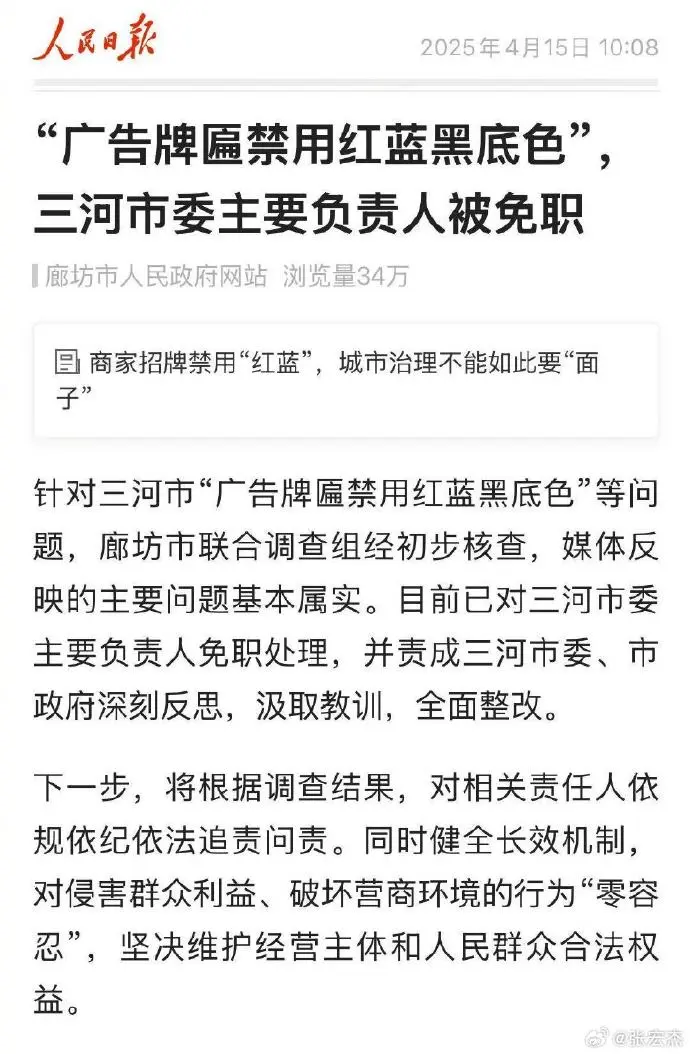 人民日报
2025年4月15日 10:08
“广告牌匾禁用红蓝黑底色”，
三河市委主要负责人被免职
廊坊市人民政府网站 浏览量34万
商家招牌禁用“红蓝”，城市治理不能如此要“面
子”
针对三河市“广告牌匾禁用红蓝黑底色”等问
题，廊坊市联合调查组经初步核查，媒体反
映的主要问题基本属实。目前已对三河市委
主要负责人免职处理，并责成三河市委、市
政府深刻反思，汲取教训，全面整改。
下一步，将根据调查结果，对相关责任人依
规依纪依法追责问责。同时健全长效机制，
对侵害群众利益、破坏营商环境的行为“零容
忍”，坚决维护经营主体和人民群众合法权
益。
@张宏杰